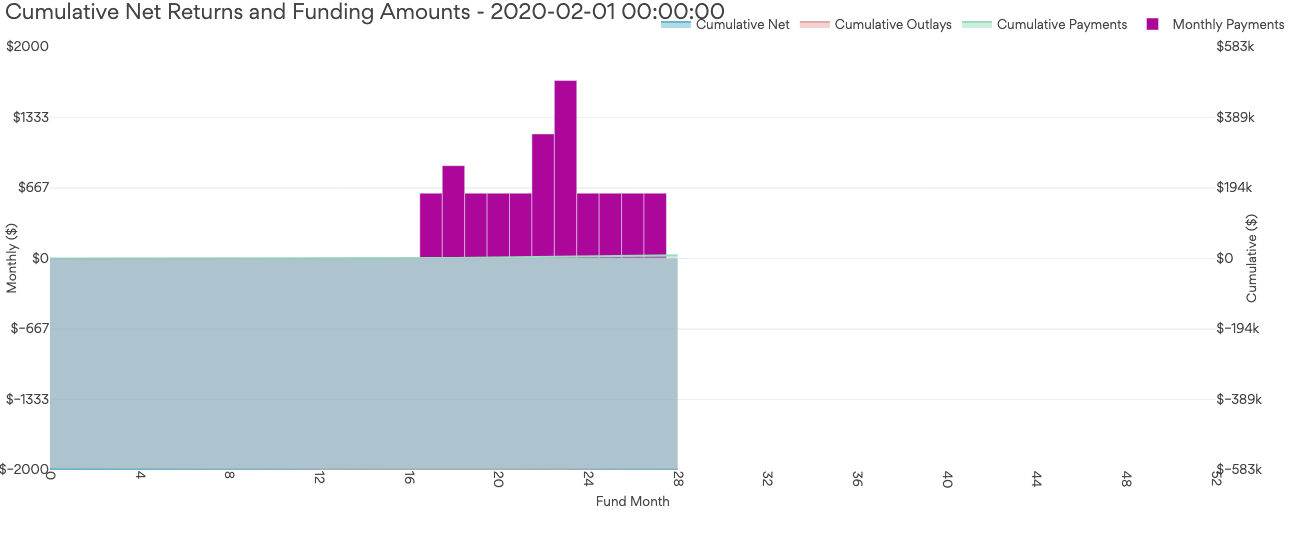 Cumulative Net Returns and Funding Amounts - 2020-02-01 00:00:00
Cumulative Net Cumulative Outlays Cumulative Payments Monthly Payments
$2000 $583k
$1333 $389k
$667 $194k
$0 $0
$-667 $-194k
$-1333 $-389k
$-2000 $-583k
Monthly ($)
Cumulative ($)
0 4 8 12 16 20 24 28 32 36 40 44 48 52
Fund Month